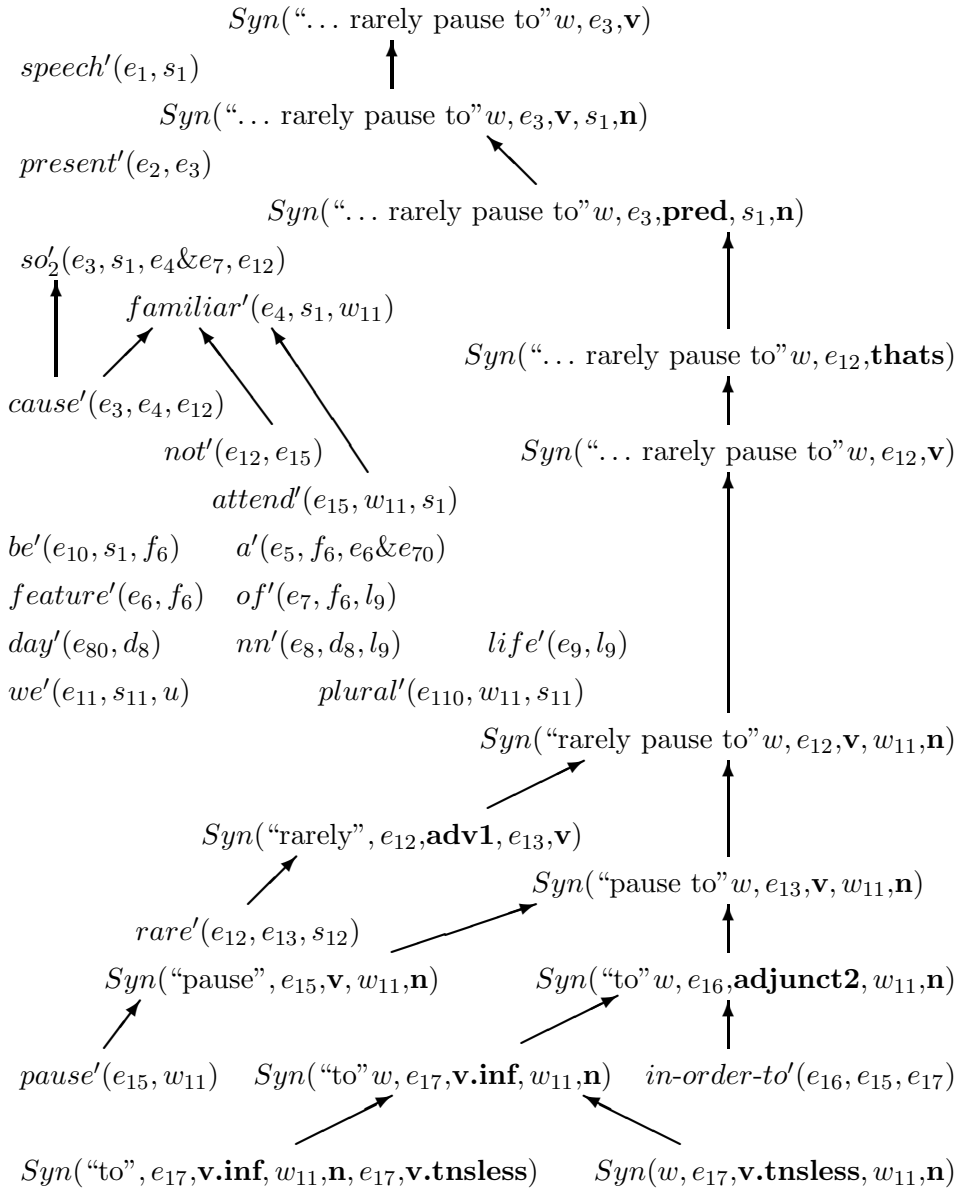 Syn(“... rarely pause to”w, e₃,v)
speech′(e₁, s₁)
Syn(“... rarely pause to”w, e₃,v, s₁,n)
present′(e₂, e₃)
Syn(“... rarely pause to”w, e₃,pred, s₁,n)
so′₂(e₃, s₁, e₄&e₇, e₁₂)
familiar′(e₄, s₁, w₁₁)
Syn(“... rarely pause to”w, e₁₂,thats)
cause′(e₃, e₄, e₁₂)
not′(e₁₂, e₁₅) Syn(“... rarely pause to”w, e₁₂,v)
attend′(e₁₅, w₁₁, s₁)
be′(e₁₀, s₁, f₆) a′(e₅, f₆, e₆&e₇₀)
feature′(e₆, f₆) of′(e₇, f₆, l₉)
day′(e₈₀, d₈) nn′(e₈, d₈, l₉) life′(e₉, l₉)
we′(e₁₁, s₁₁, u) plural′(e₁₁₀, w₁₁, s₁₁)
Syn(“rarely pause to”w, e₁₂,v, w₁₁,n)
Syn(“rarely”, e₁₂,adv1, e₁₃,v)
Syn(“pause to”w, e₁₃,v, w₁₁,n)
rare′(e₁₂, e₁₃, s₁₂)
Syn(“pause”, e₁₅,v, w₁₁,n) Syn(“to”w, e₁₆,adjunct2, w₁₁,n)
pause′(e₁₅, w₁₁) Syn(“to”w, e₁₇,v.inf, w₁₁,n) in-order-to′(e₁₆, e₁₅, e₁₇)
Syn(“to”, e₁₇,v.inf, w₁₁,n, e₁₇,v.tnsless) Syn(w, e₁₇,v.tnsless, w₁₁,n)